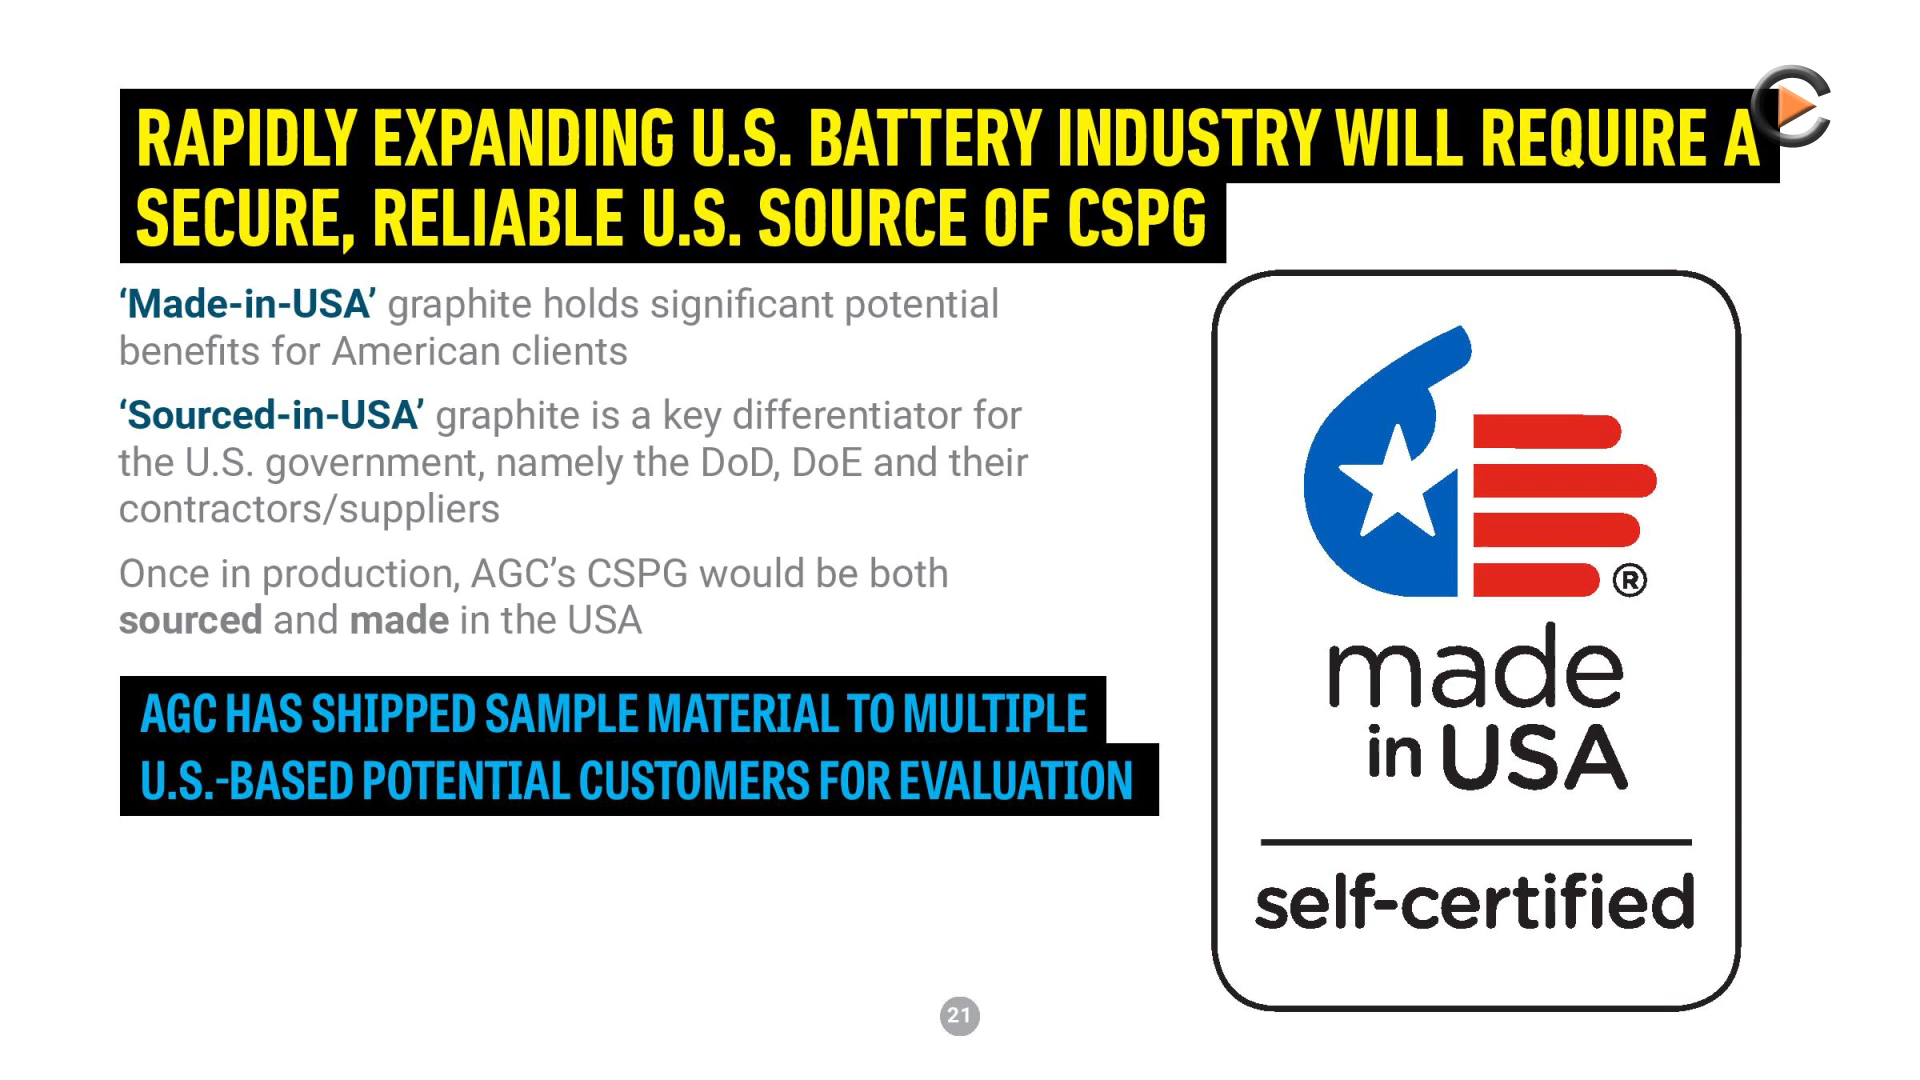 RAPIDLY EXPANDING U.S. BATTERY INDUSTRY WILL REQUIRE A
SECURE, RELIABLE U.S. SOURCE OF CSPG
‘Made-in-USA’ graphite holds significant potential
benefits for American clients
‘Sourced-in-USA’ graphite is a key differentiator for
the U.S. government, namely the DoD, DoE and their
contractors/suppliers
Once in production, AGC’s CSPG would be both
sourced and made in the USA
AGC HAS SHIPPED SAMPLE MATERIAL TO MULTIPLE
U.S.-BASED POTENTIAL CUSTOMERS FOR EVALUATION
®
made
in USA
self-certified
21